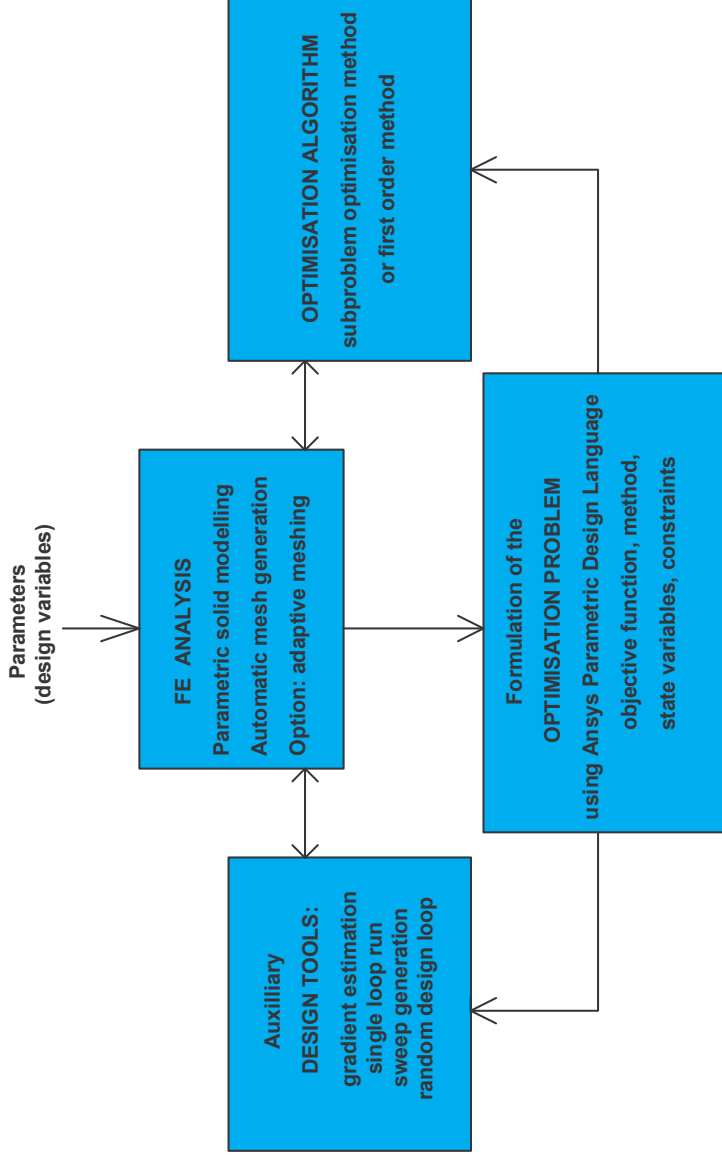 Parameters
(design variables)
FE ANALYSIS
Parametric solid modelling
Automatic mesh generation
Option: adaptive meshing
Auxilliary
DESIGN TOOLS:
gradient estimation
single loop run
sweep generation
random design loop
OPTIMISATION ALGORITHM
subproblem optimisation method
or first order method
Formulation of the
OPTIMISATION PROBLEM
using Ansys Parametric Design Language
objective function, method,
state variables, constraints